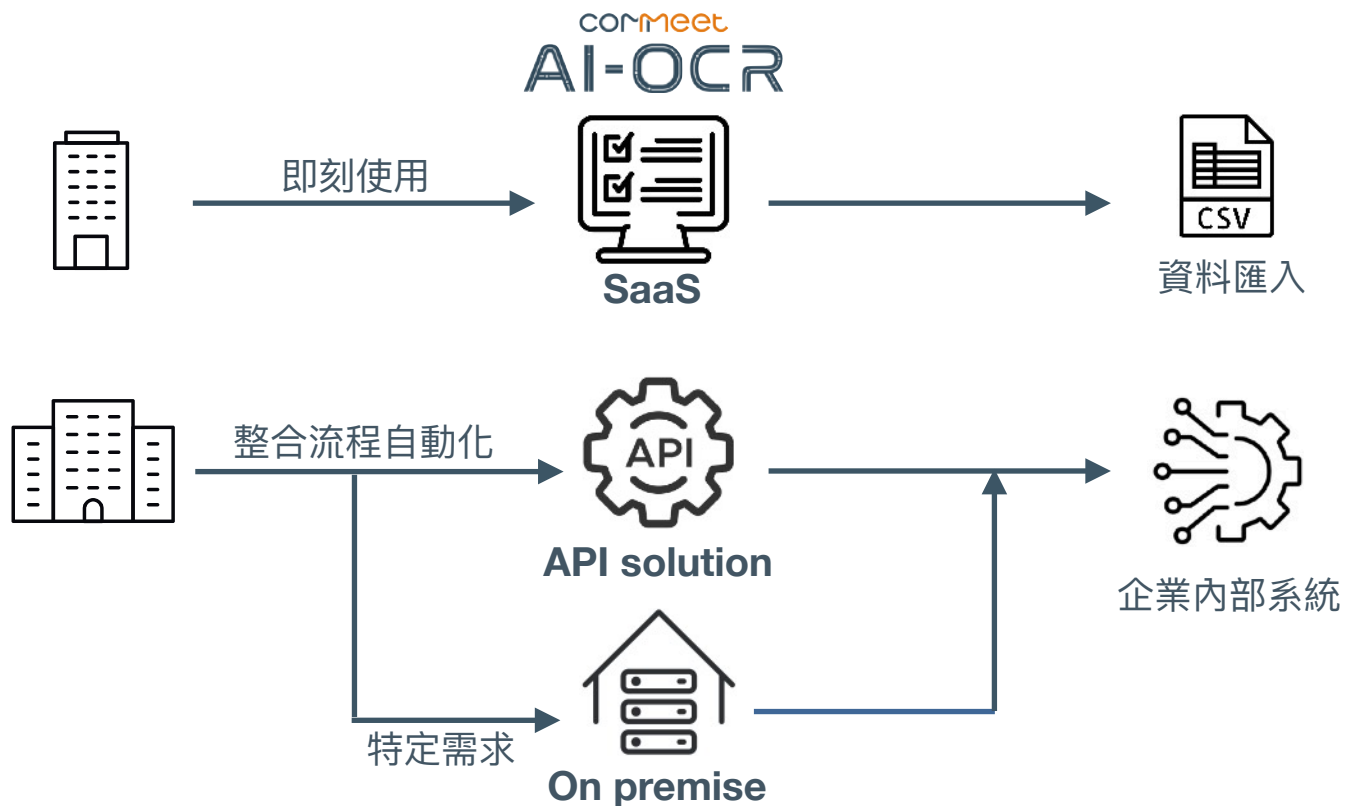 commeet
AI-OCR
即刻使用
CSV
SaaS
資料匯入
整合流程自動化
API
API solution
企業內部系統
特定需求
On premise